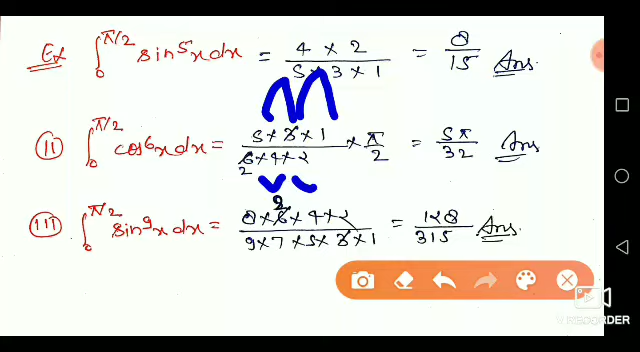 Ex ∫₀^π/2 sin⁵x dx = 4 × 2 / 5 × 3 × 1 = 8/15 Ans
(II) ∫₀^π/2 cos⁶x dx = 5 × 3 × 1 / 6 × 4 × 2 × π/2 = 5π/32 Ans
2
2
(III) ∫₀^π/2 sin⁹x dx = 8 × 6 × 4 × 2 / 9 × 7 × 5 × 3 × 1 = 128/315 Ans
RECORDER